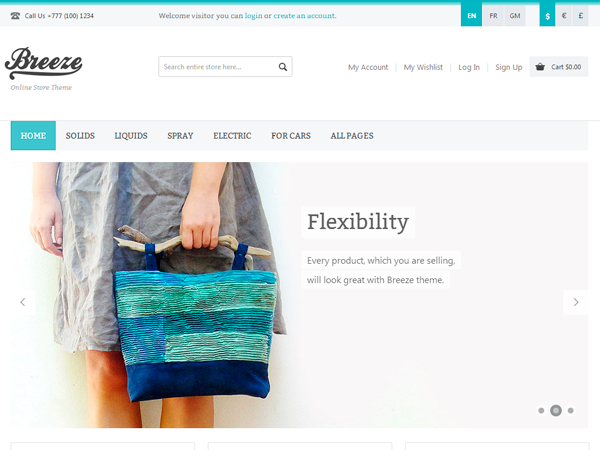 Call Us +777 (100) 1234
Welcome visitor you can login or create an account.
EN FR GM $ € £
Breeze
Online Store Theme
Search entire store here...
My Account My Wishlist Log In Sign Up Cart $0.00
HOME SOLIDS LIQUIDS SPRAY ELECTRIC FOR CARS ALL PAGES
Flexibility
Every product, which you are selling,
will look great with Breeze theme.